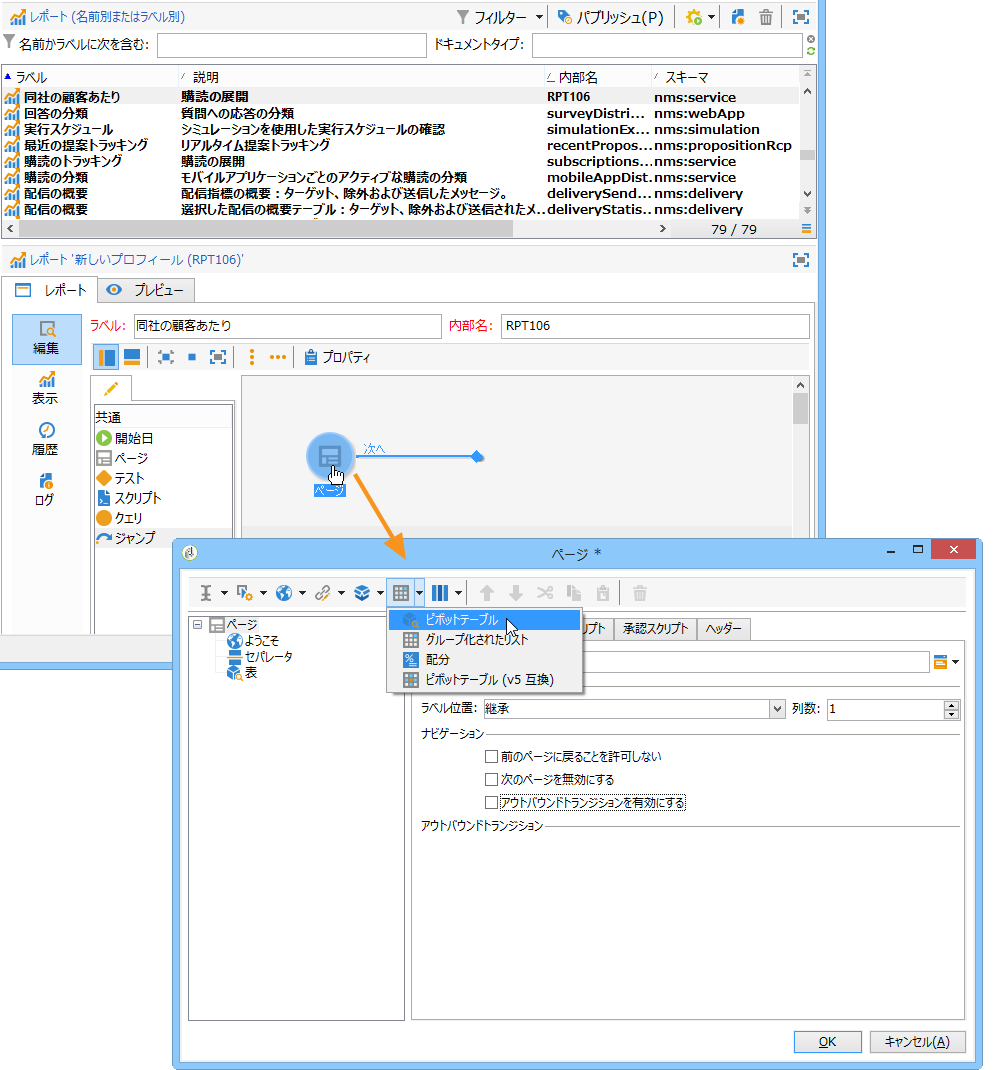 レポート (名前別またはラベル別)
フィルター
パブリッシュ(P)
名前かラベルに次を含む:
ドキュメントタイプ:
ラベル 説明 内部名 スキーマ
同社の顧客あたり 購読の展開 RPT106 nms:service
回答の分類 質問への応答の分類 surveyDistri... nms:webApp
実行スケジュール シミュレーションを使用した実行スケジュールの確認 simulationEx... nms:simulation
最近の提案トラッキング リアルタイム提案トラッキング recentPropos... nms:propositionRcp
購読のトラッキング 購読の展開 subscriptions... nms:service
購読の分類 モバイルアプリケーションごとのアクティブな購読の分類 mobileAppDist... nms:service
配信の概要 配信指標の概要：ターゲット、除外および送信したメッセージ。 deliverySend... nms:delivery
配信の概要 選択した配信の概要テーブル：ターゲット、除外および送信されたメ... deliveryStatis... nms:delivery
79 / 79
レポート '新しいプロフィール (RPT106)'
レポート
プレビュー
編集
表示
履歴
ログ
ラベル: 同社の顧客あたり 内部名: RPT106
プロパティ
共通
開始日
ページ
テスト
スクリプト
クエリ
ジャンプ
次へ
ページ
ページ *
ページ
ようこそ
セパレータ
表
ピボットテーブル
グループ化されたリスト
配分
ピボットテーブル (v5 互換)
リプト
承認スクリプト
ヘッダー
ラベル位置: 継承 列数: 1
ナビゲーション
前のページに戻ることを許可しない
次のページを無効にする
アウトバウンドトランジションを有効にする
アウトバウンドトランジション
OK
キャンセル(A)